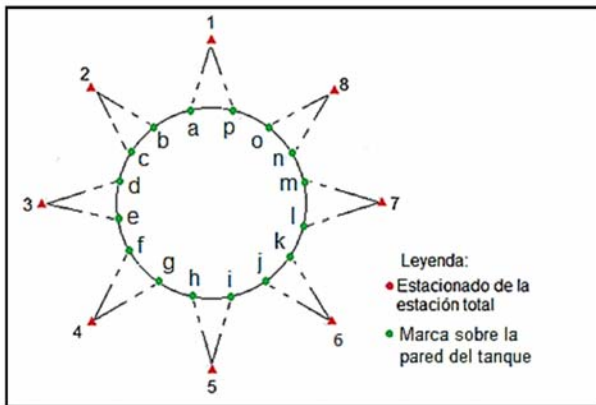 1
2
8
b
a
p
o
c
n
d
m
3
7
e
l
f
k
Leyenda:
g
h
i
j
Estacionado de la
estación total
4
6
Marca sobre la
pared del tanque
5